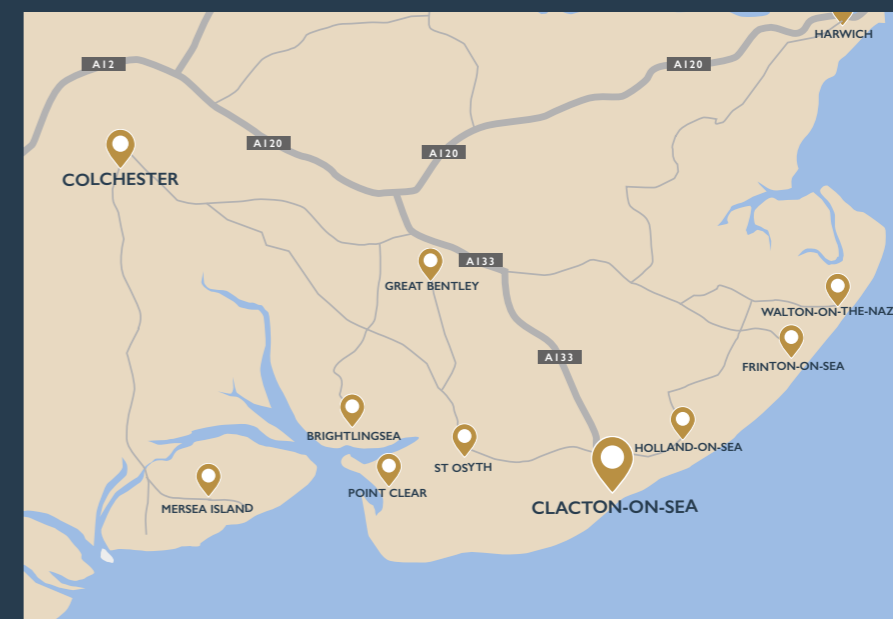 HARWICH
A12
A120
A120
A120
COLCHESTER
A133
GREAT BENTLEY
WALTON-ON-THE-NAZ
A133
FRINTON-ON-SEA
BRIGHTLINGSEA
HOLLAND-ON-SEA
ST OSYTH
POINT CLEAR
MERSEA ISLAND
CLACTON-ON-SEA